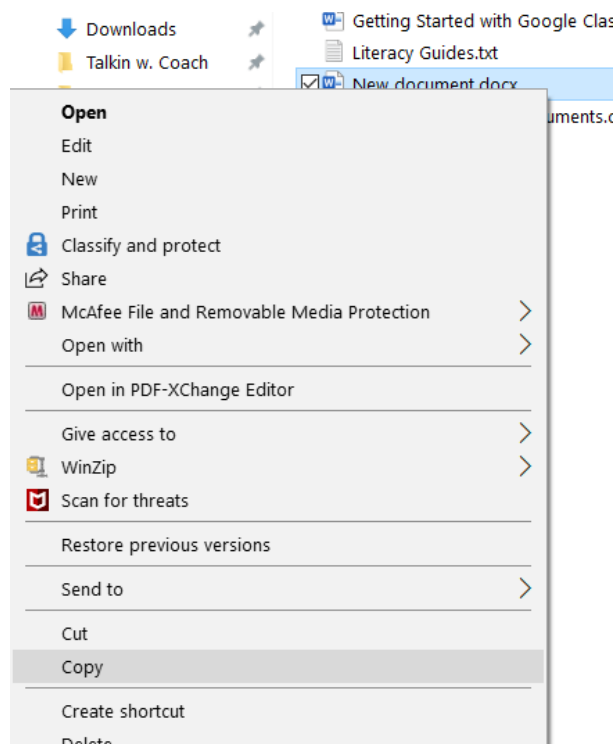 Downloads
Talkin w. Coach
Getting Started with Google Clas
Literacy Guides.txt
New document.docx
uments.c
Open
Edit
New
Print
Classify and protect
Share
McAfee File and Removable Media Protection
Open with
Open in PDF-XChange Editor
Give access to
WinZip
Scan for threats
Restore previous versions
Send to
Cut
Copy
Create shortcut
Delete